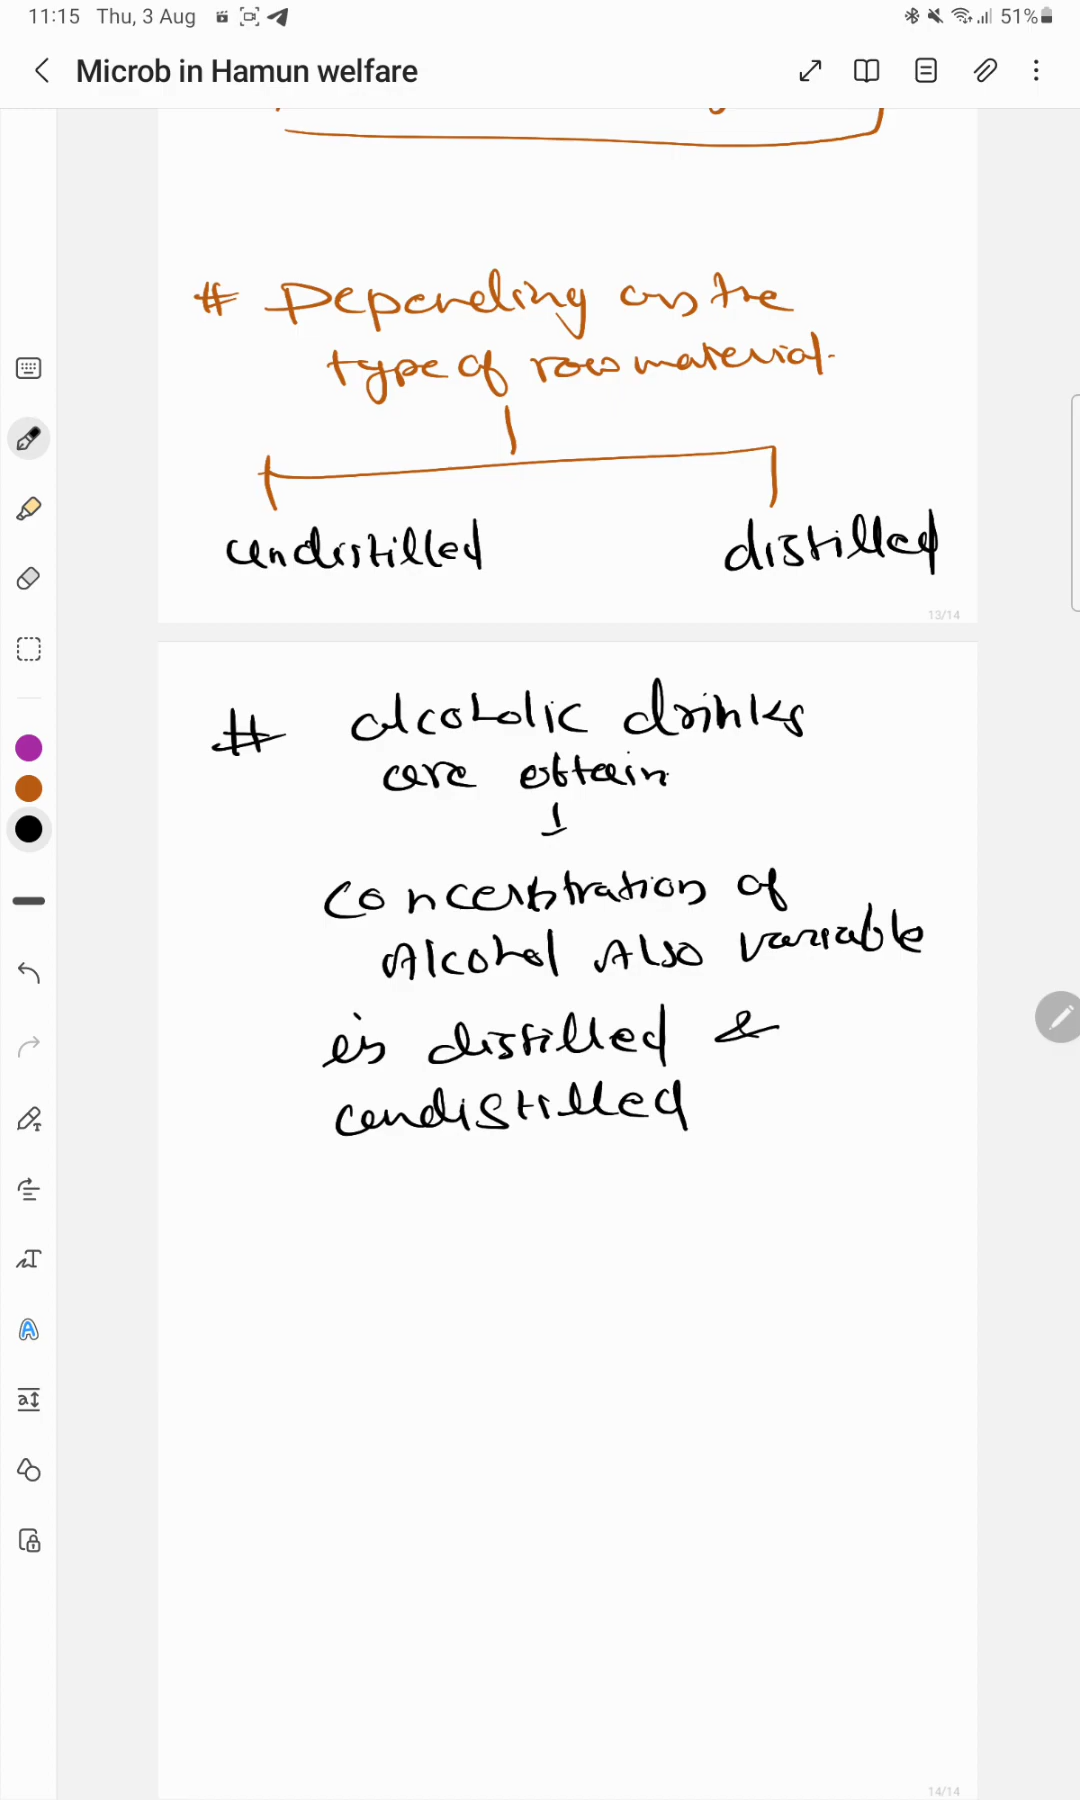 11:15 Thu, 3 Aug 51%
Microb in Hamun welfare
# Depending on the
type of raw material.
undistilled distilled
13/14
# alcoholic drinks
are obtain
Concentration of
Alcohol Also variable
in distilled &
undistilled
14/14